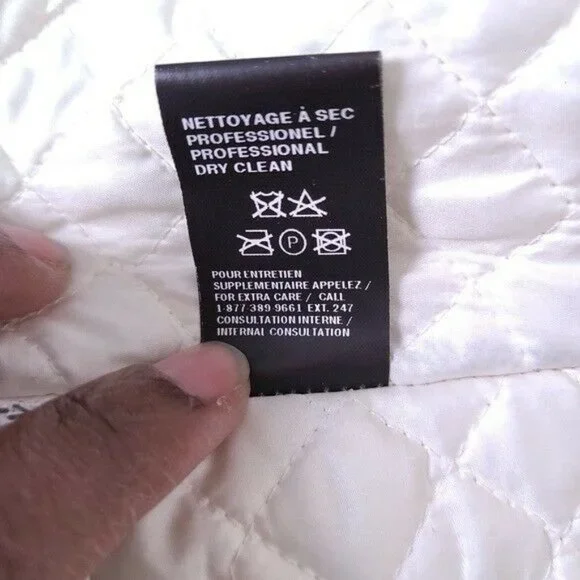 NETTOYAGE À SEC
PROFESSIONEL /
PROFESSIONAL
DRY CLEAN
P
POUR ENTRETIEN
SUPPLEMENTAIRE APPELEZ /
FOR EXTRA CARE / CALL
1-877-389-9661 EXT. 247
CONSULTATION INTERNE /
INTERNAL CONSULTATION